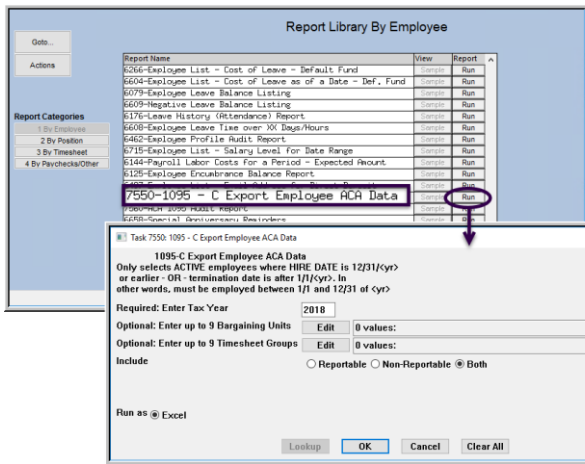 Report Library By Employee
Goto...
Actions
Report Categories
1 By Employee
2 By Position
3 By Timesheet
4 By Paychecks/Other
Report Name View Report
6266-Employee List - Cost of Leave - Default Fund Sample Run
6604-Employee List - Cost of Leave as of a Date - Def. Fund Sample Run
6079-Employee Leave Balance Listing Sample Run
6609-Negative Leave Balance Listing Sample Run
6176-Leave History (Attendance) Report Sample Run
6608-Employee Leave Time over XX Days/Hours Sample Run
6462-Employee Profile Audit Report Sample Run
6715-Employee List - Salary Level for Date Range Sample Run
6144-Payroll Labor Costs for a Period - Expected Amount Sample Run
6125-Employee Encumbrance Balance Report Sample Run
7550-1095 - C Export Employee ACA Data Sample Run
6658-Special Anniversary Reminders Sample Run
Task 7550: 1095 - C Export Employee ACA Data
1095-C Export Employee ACA Data
Only selects ACTIVE employees where HIRE DATE is 12/31/<yr>
or earlier - OR - termination date is after 1/1/<yr>. In
other words, must be employed between 1/1 and 12/31 of <yr>
Required: Enter Tax Year 2018
Optional: Enter up to 9 Bargaining Units Edit 0 values:
Optional: Enter up to 9 Timesheet Groups Edit 0 values:
Include Reportable Non-Reportable Both
Run as Excel
Lookup OK Cancel Clear All